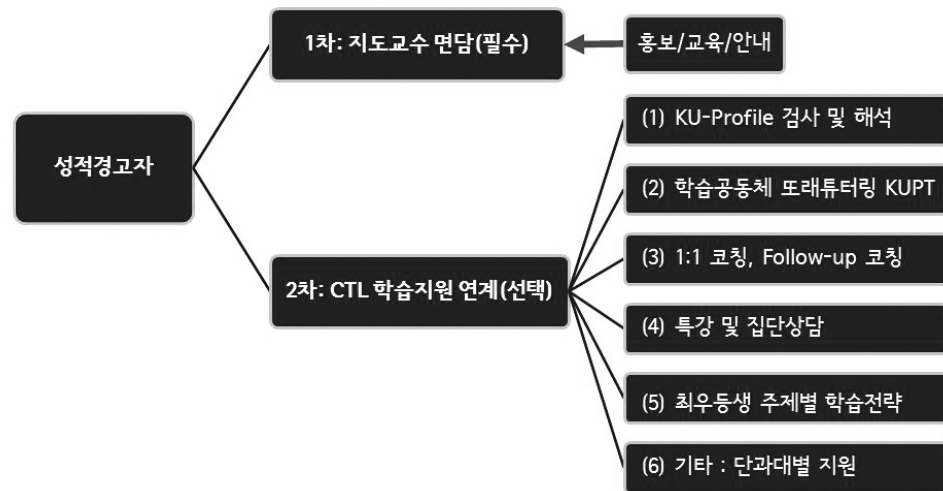 성적경고자
1차: 지도교수 면담(필수)
홍보/교육/안내
2차: CTL 학습지원 연계(선택)
(1) KU-Profile 검사 및 해석
(2) 학습공동체 또래튜터링 KUPT
(3) 1:1 코칭, Follow-up 코칭
(4) 특강 및 집단상담
(5) 최우등생 주제별 학습전략
(6) 기타 : 단과대별 지원